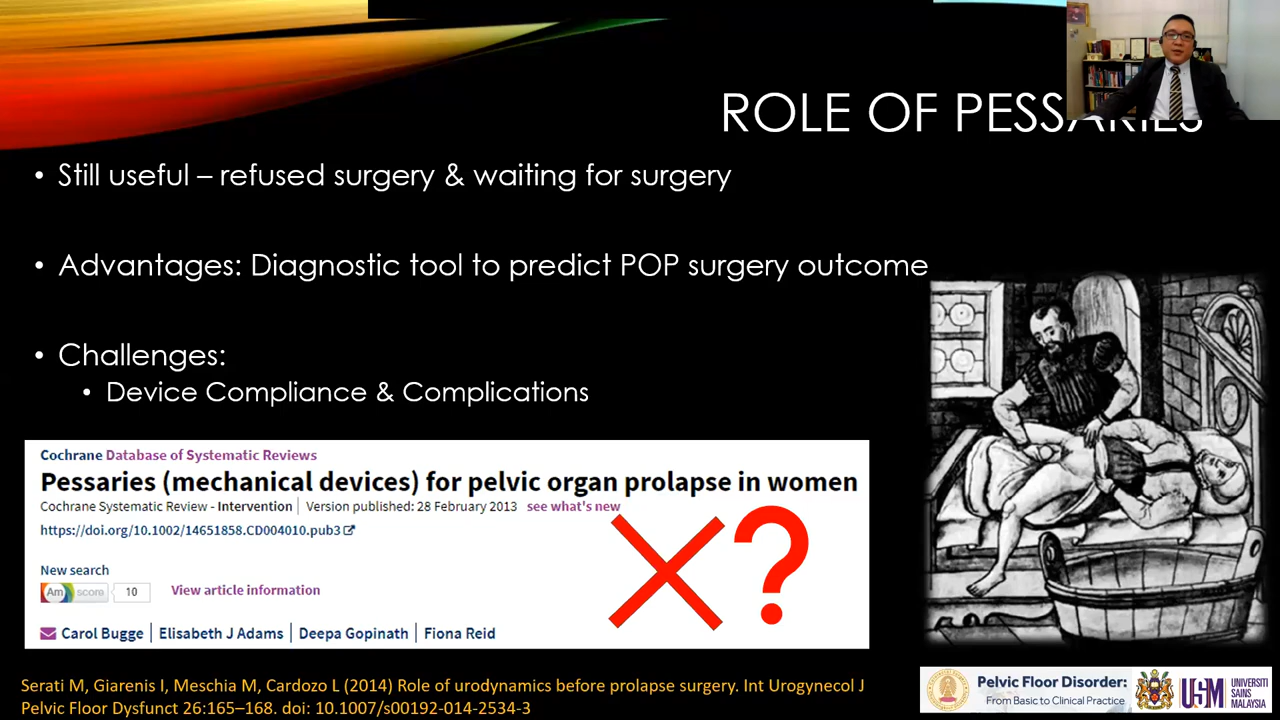 ROLE OF PESSARIES
• Still useful – refused surgery & waiting for surgery
• Advantages: Diagnostic tool to predict POP surgery outcome
• Challenges:
• Device Compliance & Complications
Cochrane Database of Systematic Reviews
Pessaries (mechanical devices) for pelvic organ prolapse in women
Cochrane Systematic Review - Intervention | Version published: 28 February 2013 see what's new
https://doi.org/10.1002/14651858.CD004010.pub3
?
New search
Am score 10 View article information
Carol Bugge | Elisabeth J Adams | Deepa Gopinath | Fiona Reid
Serati M, Giarenis I, Meschia M, Cardozo L (2014) Role of urodynamics before prolapse surgery. Int Urogynecol J
Pelvic Floor Dysfunct 26:165–168. doi: 10.1007/s00192-014-2534-3
Pelvic Floor Disorder:
From Basic to Clinical Practice
USM
UNIVERSITI
SAINS
MALAYSIA